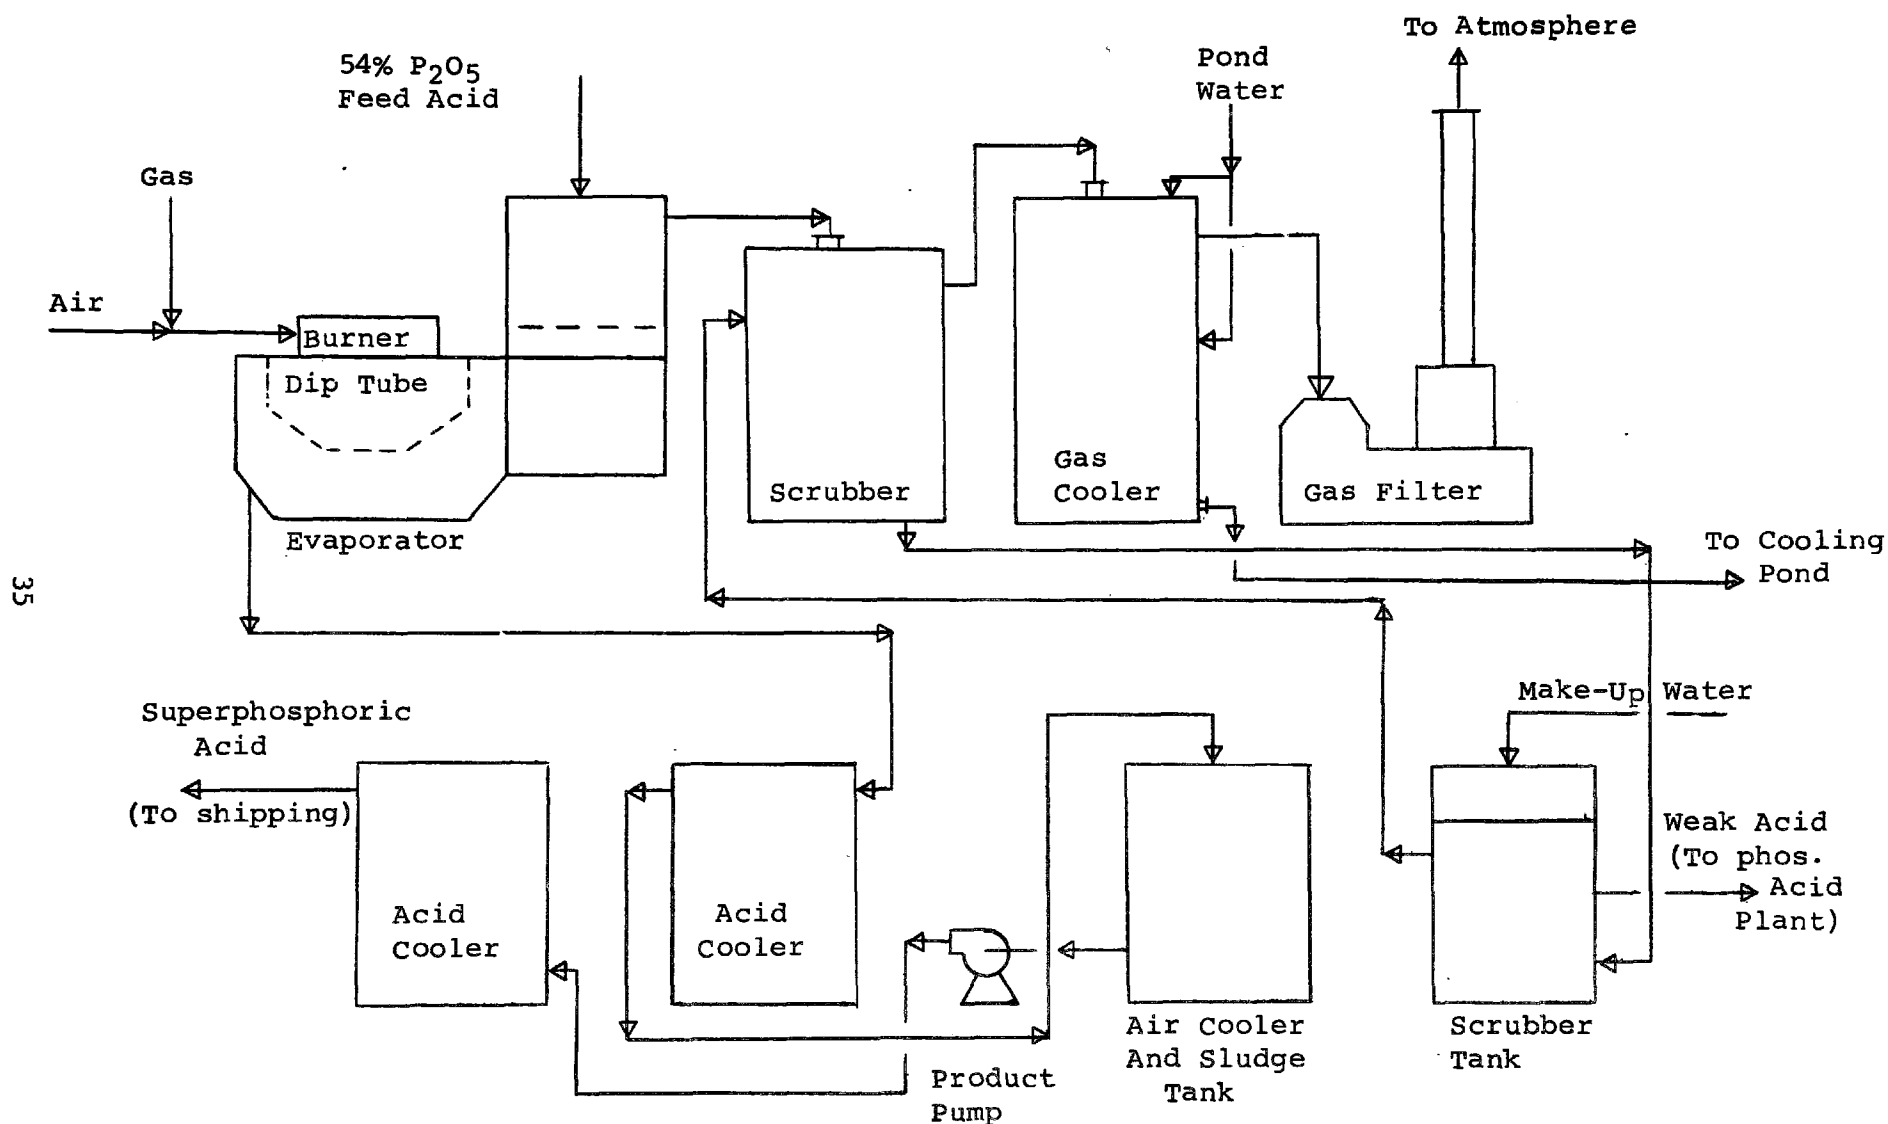 To Atmosphere
54% P2O5
Feed Acid
Pond
Water
Gas
Air
Burner
Dip Tube
Gas
Cooler
Scrubber
Gas Filter
Evaporator
To Cooling
Pond
35
Make-Up Water
Superphosphoric
Acid
(To shipping)
Weak Acid
(To phos.
Acid
Plant)
Acid
Cooler
Acid
Cooler
Air Cooler
And Sludge
Tank
Scrubber
Tank
Product
Pump